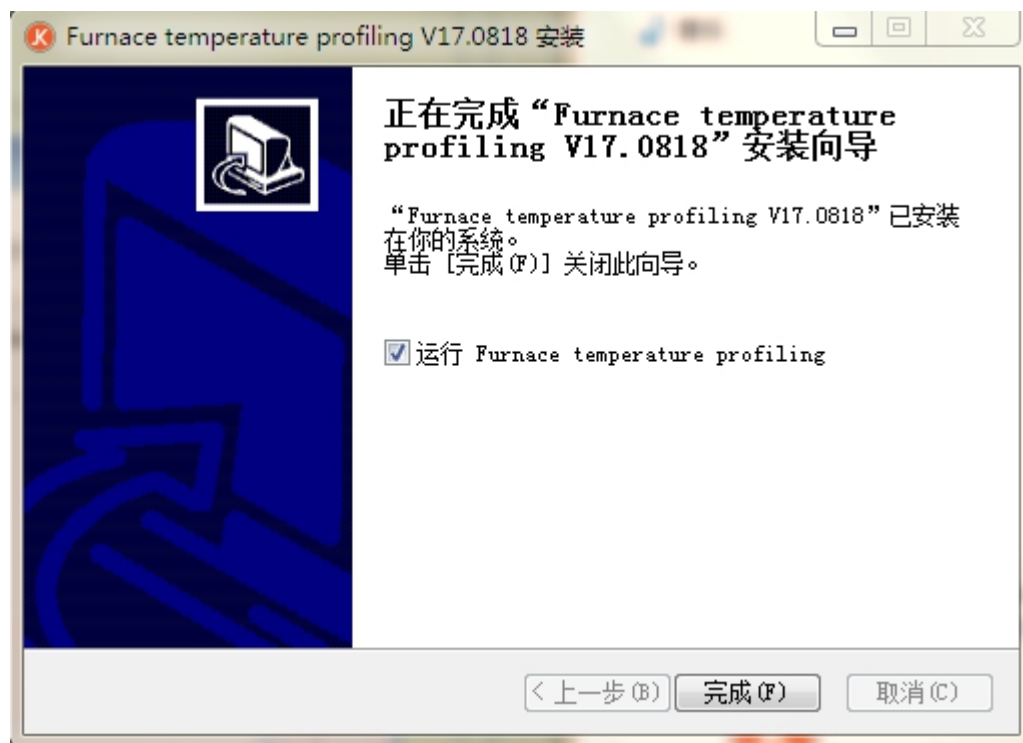 K
Furnace temperature profiling V17.0818 安装
正在完成“Furnace temperature
profiling V17.0818”安装向导
“Furnace temperature profiling V17.0818”已安装
在你的系统。
单击 [完成(F)] 关闭此向导。
运行 Furnace temperature profiling
< 上一步(B)
完成(F)
取消(C)